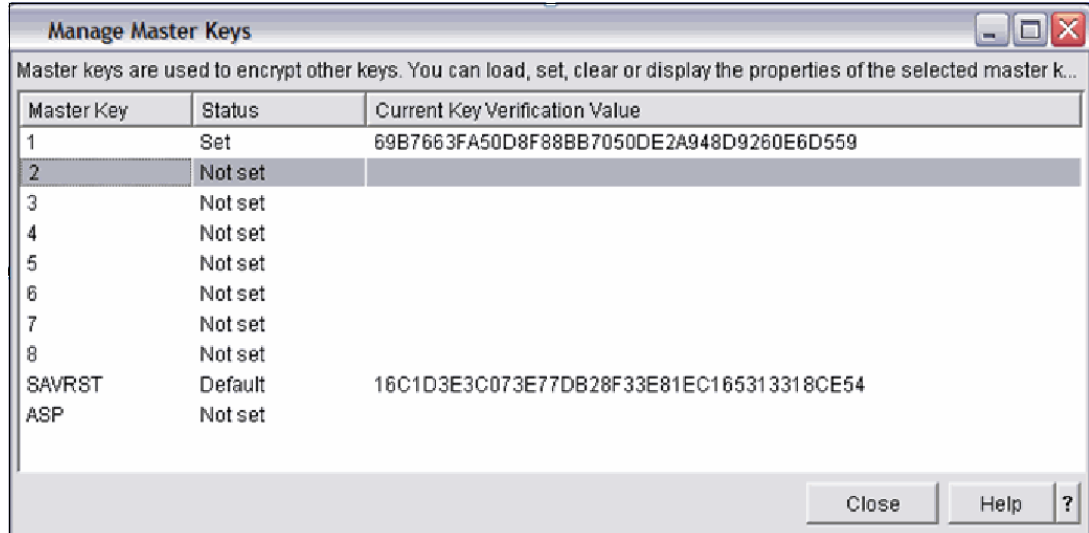 Manage Master Keys
Master keys are used to encrypt other keys. You can load, set, clear or display the properties of the selected master k...
Master Key Status Current Key Verification Value
1 Set 69B7663FA50D8F88BB7050DE2A948D9260E6D559
2 Not set
3 Not set
4 Not set
5 Not set
6 Not set
7 Not set
8 Not set
SAVRST Default 16C1D3E3C073E77DB28F33E81EC165313318CE54
ASP Not set
Close Help ?